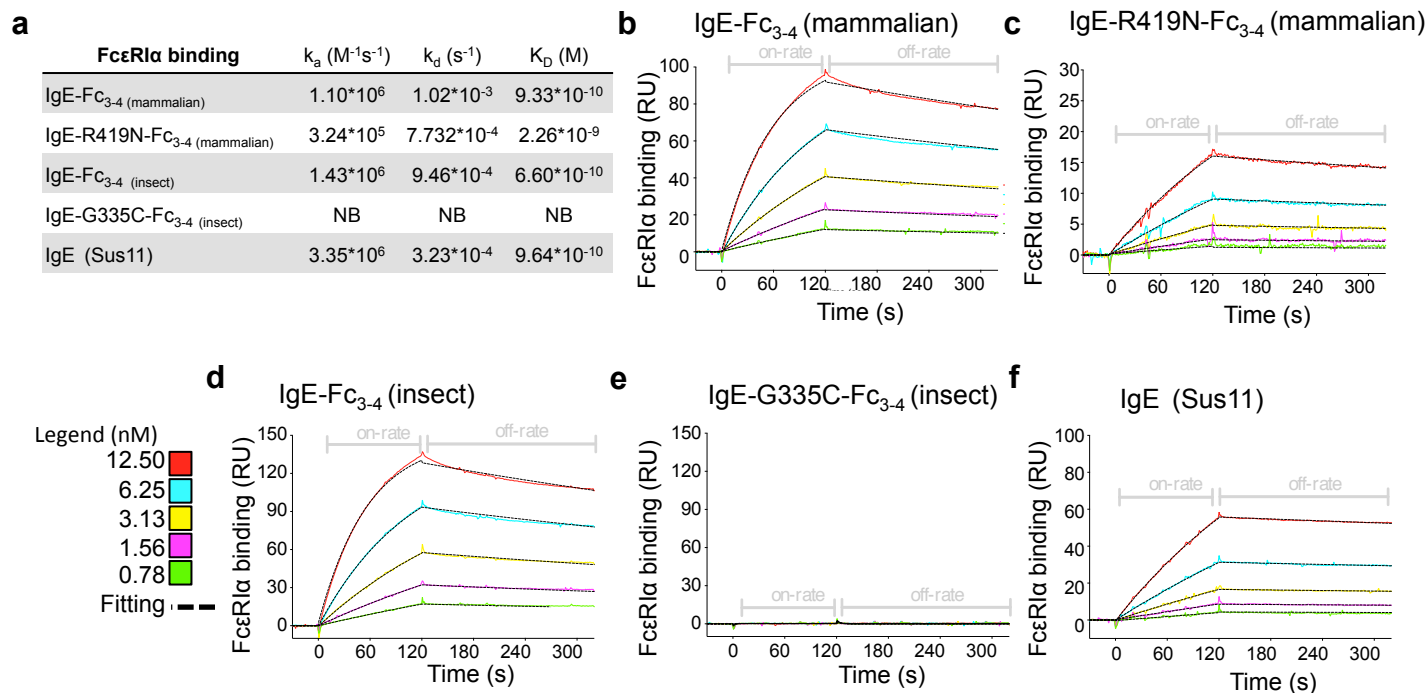 a
FcεRIα binding kₐ (M⁻¹s⁻¹) k_d (s⁻¹) K_D (M)
IgE-Fc₃₋₄ (mammalian) 1.10*10⁶ 1.02*10⁻³ 9.33*10⁻¹⁰
IgE-R419N-Fc₃₋₄ (mammalian) 3.24*10⁵ 7.732*10⁻⁴ 2.26*10⁻⁹
IgE-Fc₃₋₄ (insect) 1.43*10⁶ 9.46*10⁻⁴ 6.60*10⁻¹⁰
IgE-G335C-Fc₃₋₄ (insect) NB NB NB
IgE (Sus11) 3.35*10⁶ 3.23*10⁻⁴ 9.64*10⁻¹⁰
b
IgE-Fc₃₋₄ (mammalian)
on-rate off-rate
FcεRIα binding (RU)
100
80
60
40
20
0
0 60 120 180 240 300
Time (s)
c
IgE-R419N-Fc₃₋₄ (mammalian)
on-rate off-rate
FcεRIα binding (RU)
30
25
20
15
10
5
0
0 60 120 180 240 300
Time (s)
Legend (nM)
12.50
6.25
3.13
1.56
0.78
Fitting
d
IgE-Fc₃₋₄ (insect)
on-rate off-rate
FcεRIα binding (RU)
150
120
90
60
30
0
0 60 120 180 240 300
Time (s)
e
IgE-G335C-Fc₃₋₄ (insect)
on-rate off-rate
FcεRIα binding (RU)
150
120
90
60
30
0
0 60 120 180 240 300
Time (s)
f
IgE (Sus11)
on-rate off-rate
FcεRIα binding (RU)
100
80
60
40
20
0
0 60 120 180 240 300
Time (s)